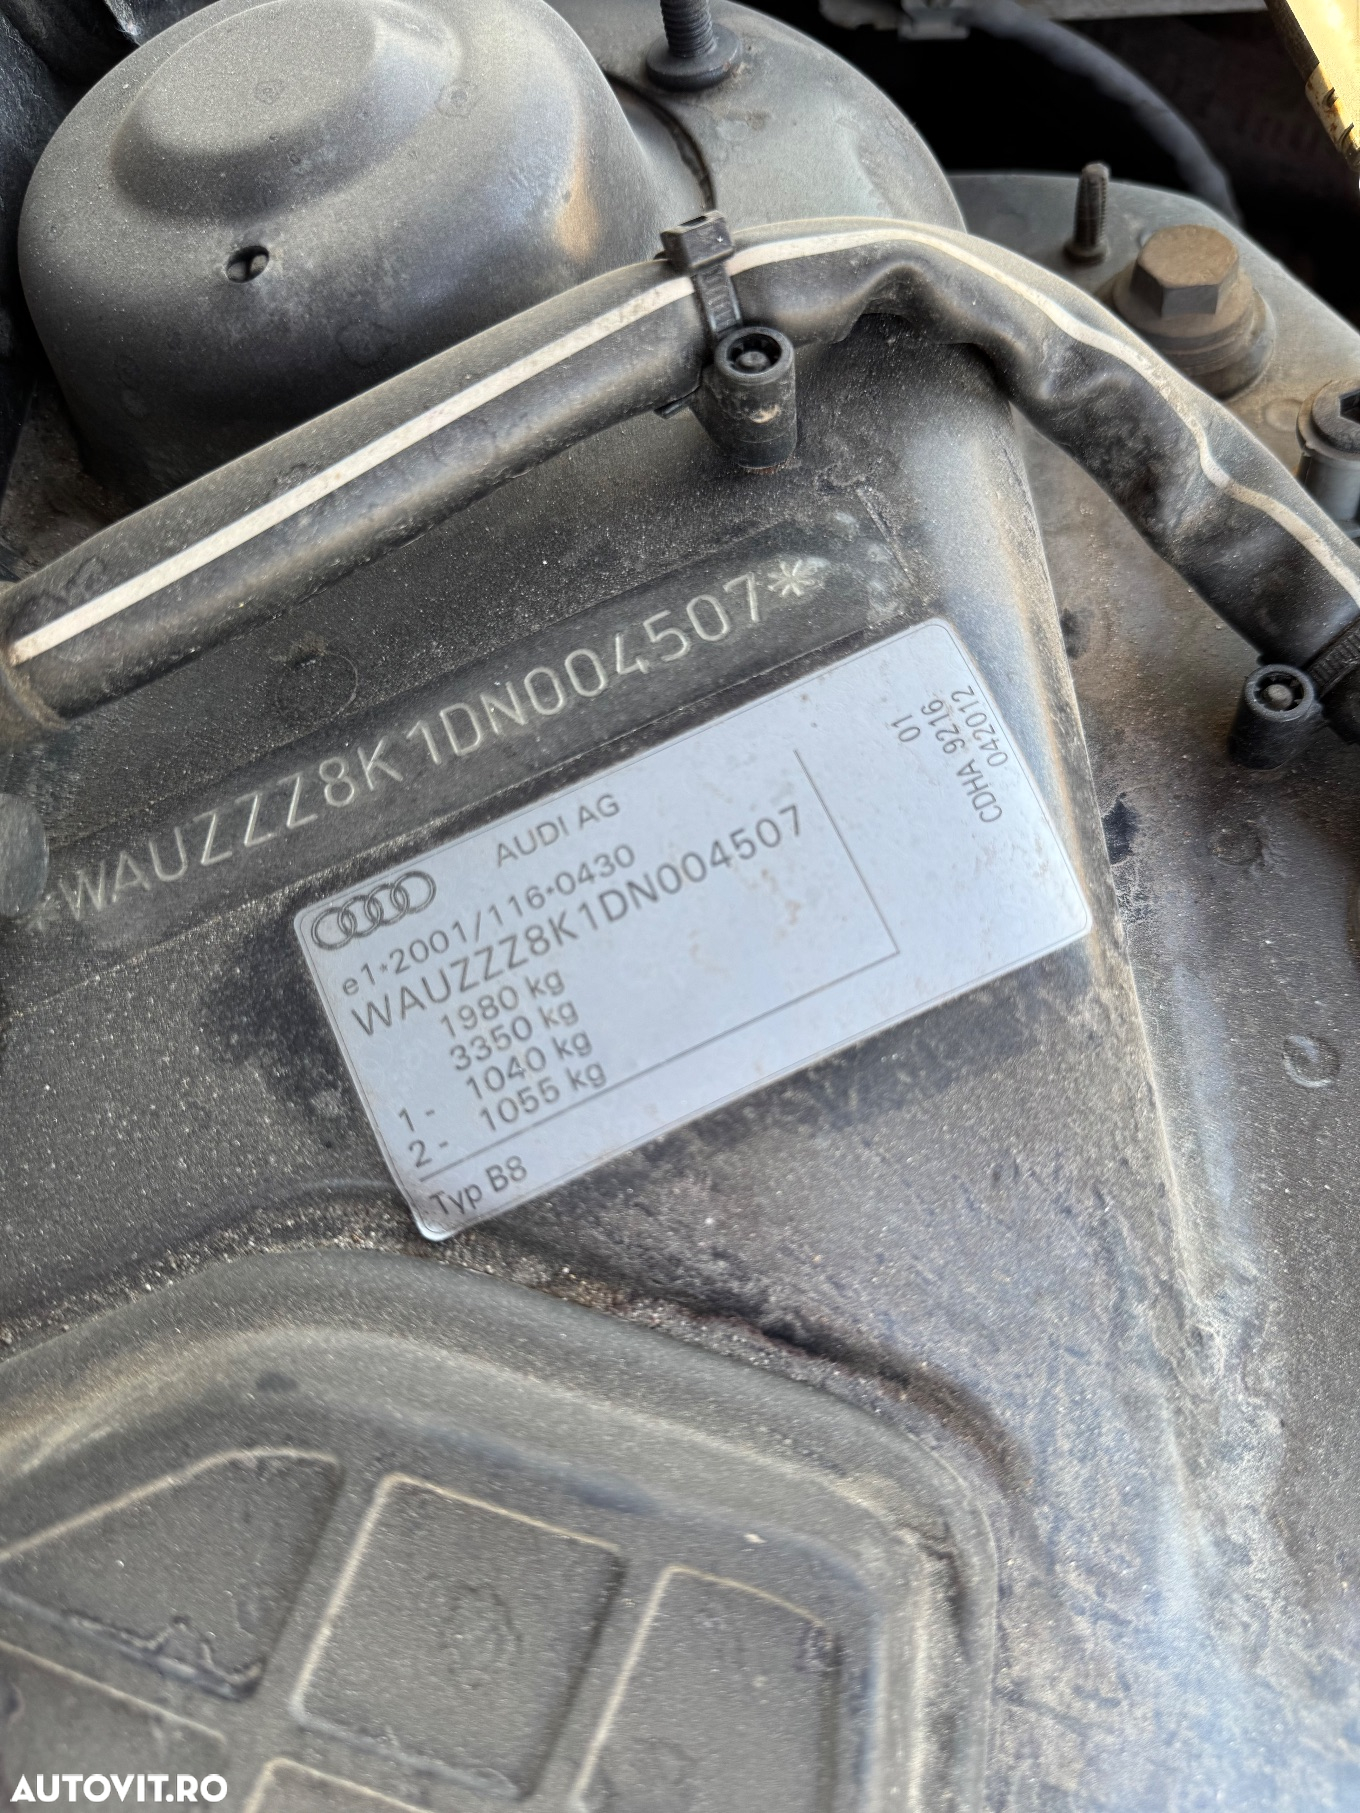 *WAUZZZ8K1DN004507*
AUDI AG
e1*2001/116*0430
WAUZZZ8K1DN004507
1980 kg
3350 kg
1 - 1040 kg
2 - 1055 kg
Typ B8
01
CDHA 9216
042012
AUTOVIT.RO